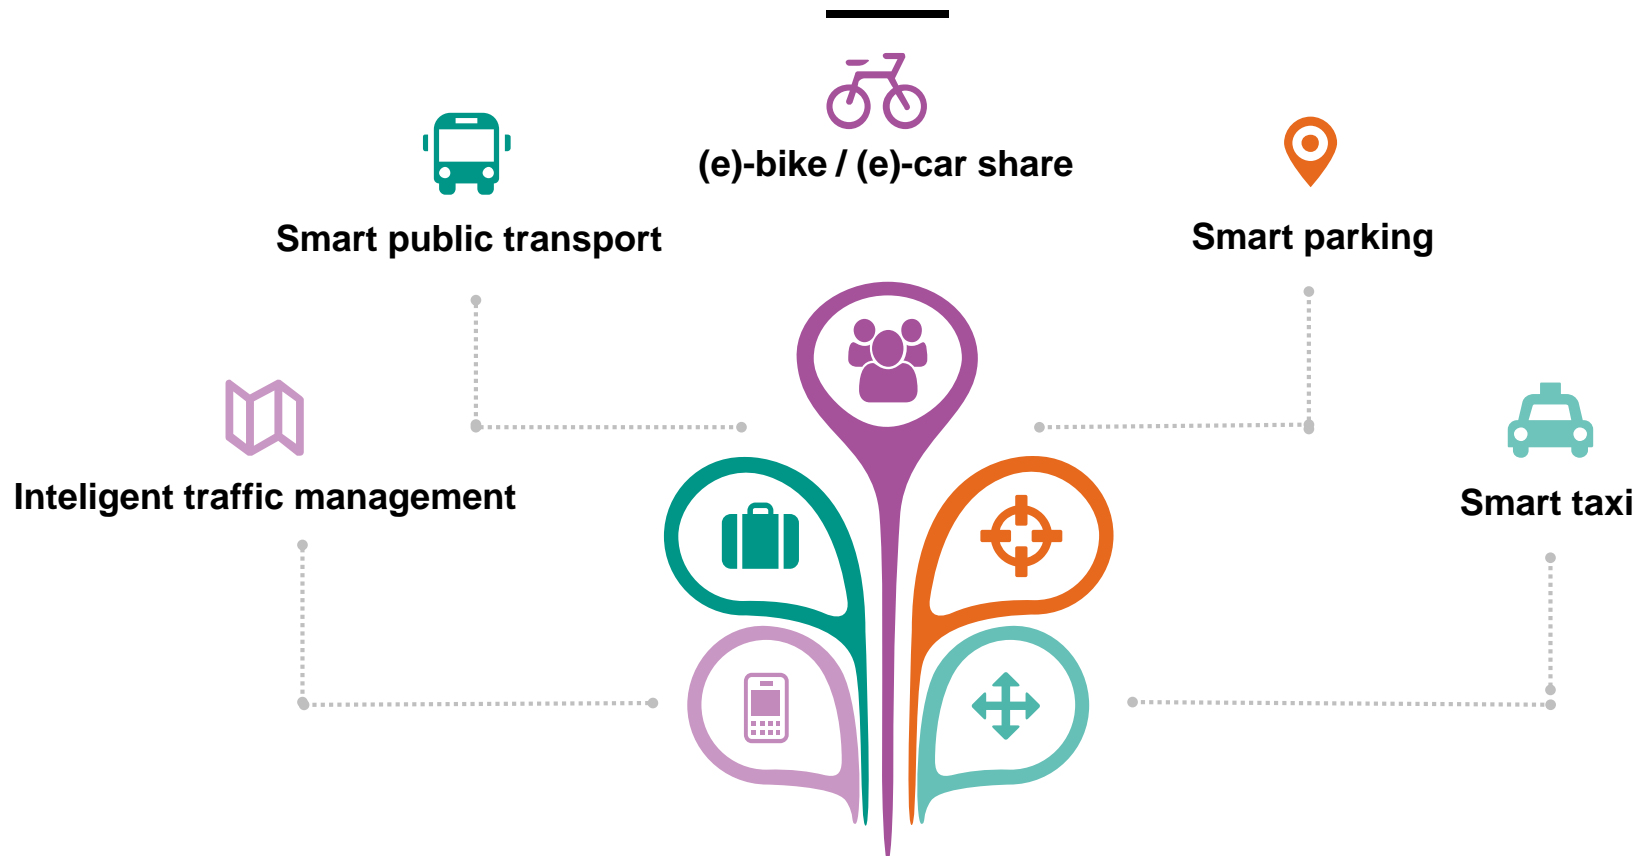 (e)-bike / (e)-car share
Smart public transport
Smart parking
Inteligent traffic management
Smart taxi